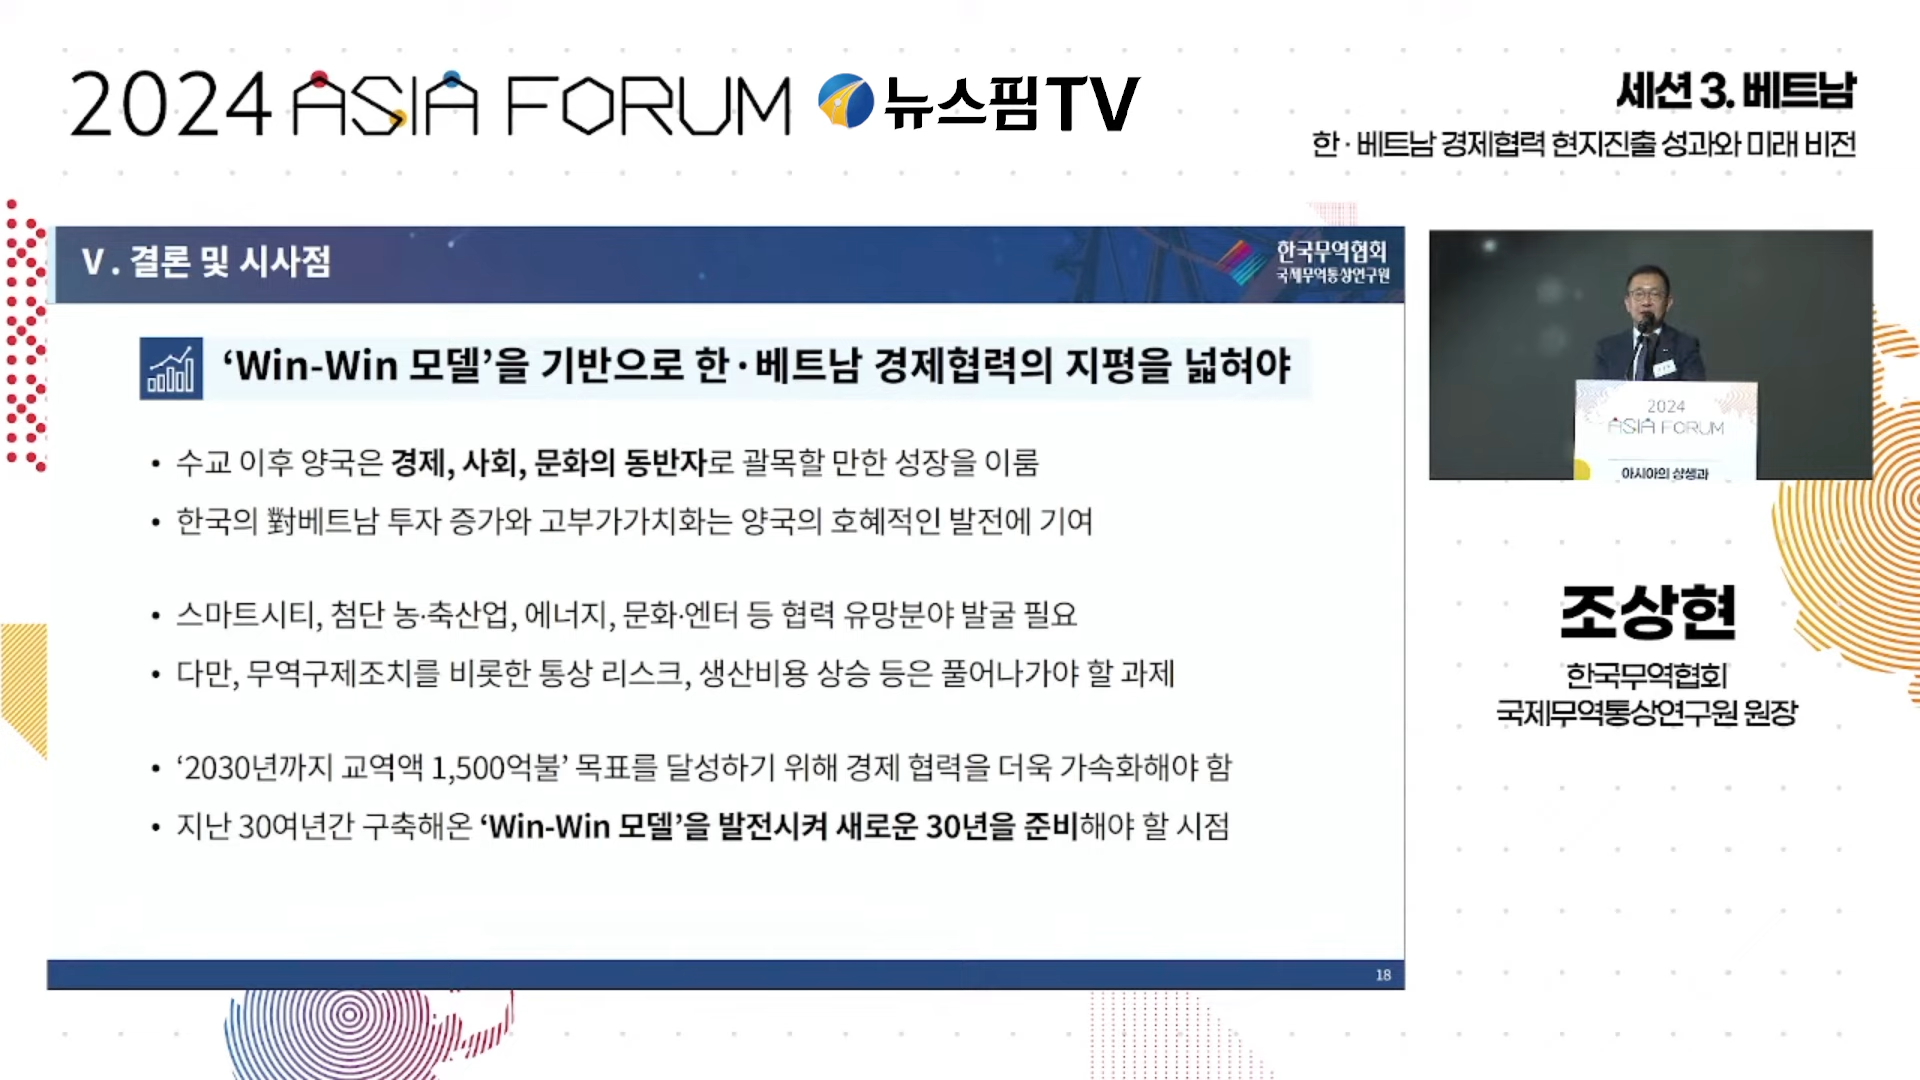 2024 ASIA FORUM 뉴스핌TV
세션 3. 베트남
한·베트남 경제협력 현지진출 성과와 미래 비전
Ⅴ. 결론 및 시사점
한국무역협회
국제무역통상연구원
‘Win-Win 모델’을 기반으로 한·베트남 경제협력의 지평을 넓혀야
• 수교 이후 양국은 경제, 사회, 문화의 동반자로 괄목할 만한 성장을 이룸
• 한국의 對베트남 투자 증가와 고부가가치화는 양국의 호혜적인 발전에 기여
• 스마트시티, 첨단 농·축산업, 에너지, 문화·엔터 등 협력 유망분야 발굴 필요
• 다만, 무역구제조치를 비롯한 통상 리스크, 생산비용 상승 등은 풀어나가야 할 과제
• ‘2030년까지 교역액 1,500억불’ 목표를 달성하기 위해 경제 협력을 더욱 가속화해야 함
• 지난 30여년간 구축해온 ‘Win-Win 모델’을 발전시켜 새로운 30년을 준비해야 할 시점
18
2024
ASIA FORUM
아시아의 상생과
조상현
한국무역협회
국제무역통상연구원 원장